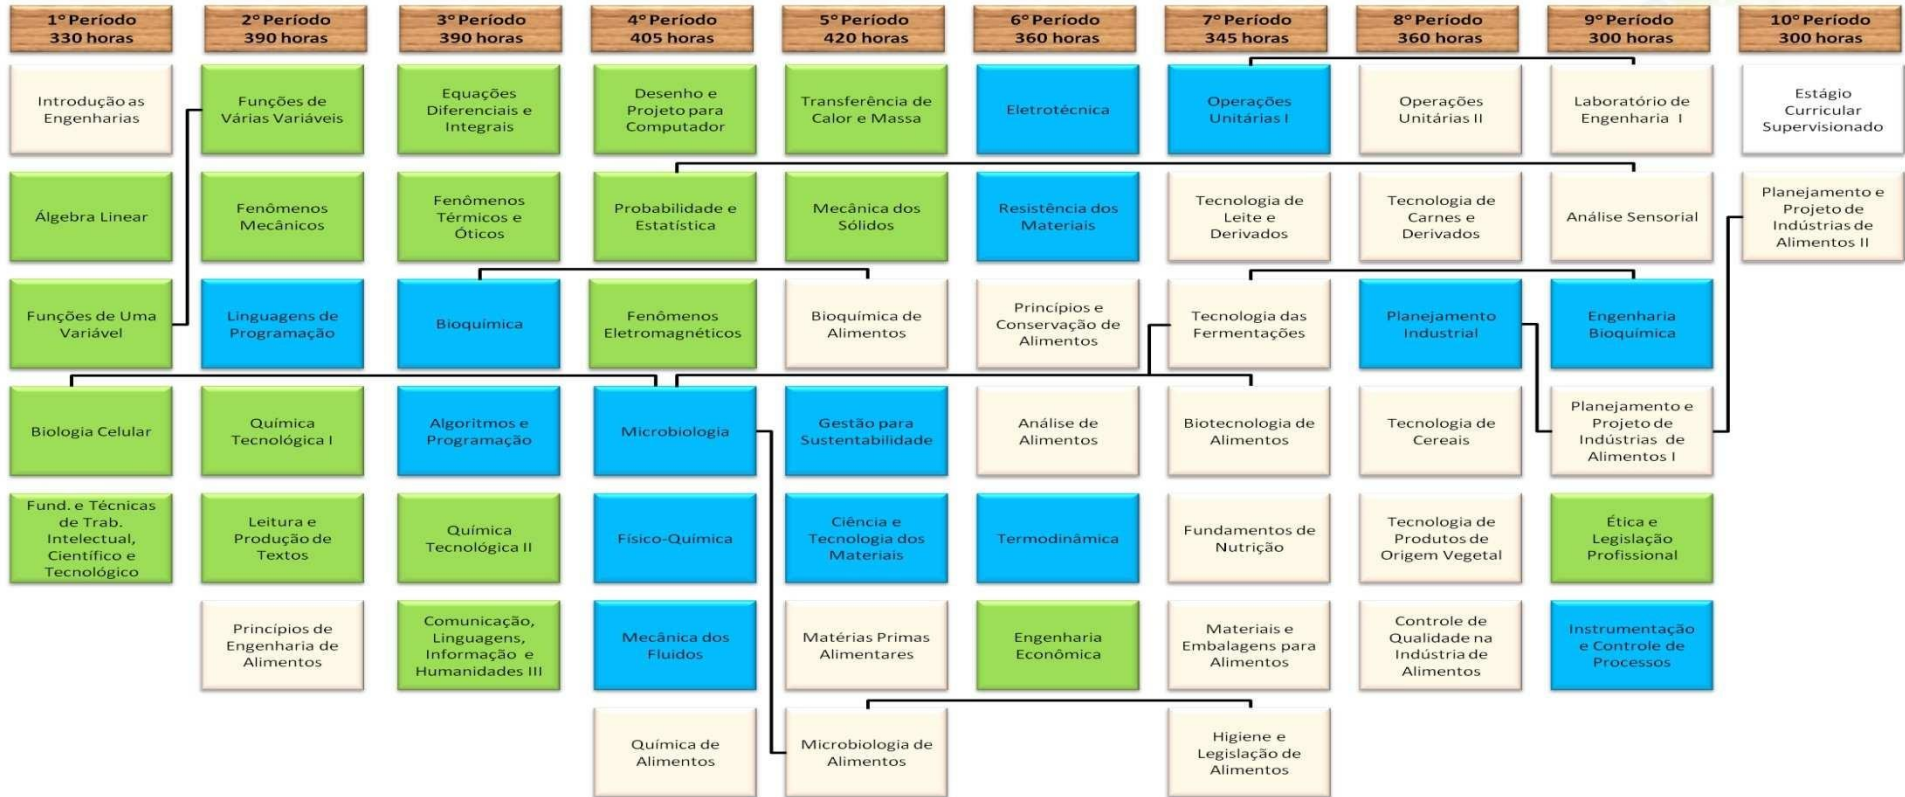 1º Período
330 horas
2º Período
390 horas
3º Período
390 horas
4º Período
405 horas
5º Período
420 horas
6º Período
360 horas
7º Período
345 horas
8º Período
360 horas
9º Período
300 horas
10º Período
300 horas
Introdução as
Engenharias
Funções de
Várias Variáveis
Equações
Diferenciais e
Integrais
Desenho e
Projeto para
Computador
Transferência de
Calor e Massa
Eletrotécnica
Operações
Unitárias I
Operações
Unitárias II
Laboratório de
Engenharia I
Estágio
Curricular
Supervisionado
Álgebra Linear
Fenômenos
Mecânicos
Fenômenos
Térmicos e
Óticos
Probabilidade e
Estatística
Mecânica dos
Sólidos
Resistência dos
Materiais
Tecnologia de
Leite e
Derivados
Tecnologia de
Carnes e
Derivados
Análise Sensorial
Planejamento e
Projeto de
Indústrias de
Alimentos II
Funções de Uma
Variável
Linguagens de
Programação
Bioquímica
Fenômenos
Eletromagnéticos
Bioquímica de
Alimentos
Princípios e
Conservação de
Alimentos
Tecnologia das
Fermentações
Planejamento
Industrial
Engenharia
Bioquímica
Biologia Celular
Química
Tecnológica I
Algoritmos e
Programação
Microbiologia
Gestão para
Sustentabilidade
Análise de
Alimentos
Biotecnologia de
Alimentos
Tecnologia de
Cereais
Planejamento e
Projeto de
Indústrias de
Alimentos I
Fund. e Técnicas
de Trab.
Intelectual,
Científico e
Tecnológico
Leitura e
Produção de
Textos
Química
Tecnológica II
Físico-Química
Ciência e
Tecnologia dos
Materiais
Termodinâmica
Fundamentos de
Nutrição
Tecnologia de
Produtos de
Origem Vegetal
Ética e
Legislação
Profissional
Princípios de
Engenharia de
Alimentos
Comunicação,
Linguagens,
Informação e
Humanidades III
Mecânica dos
Fluidos
Matérias Primas
Alimentares
Engenharia
Econômica
Materiais e
Embalagens para
Alimentos
Controle de
Qualidade na
Indústria de
Alimentos
Instrumentação
e Controle de
Processos
Química de
Alimentos
Microbiologia de
Alimentos
Higiene e
Legislação de
Alimentos